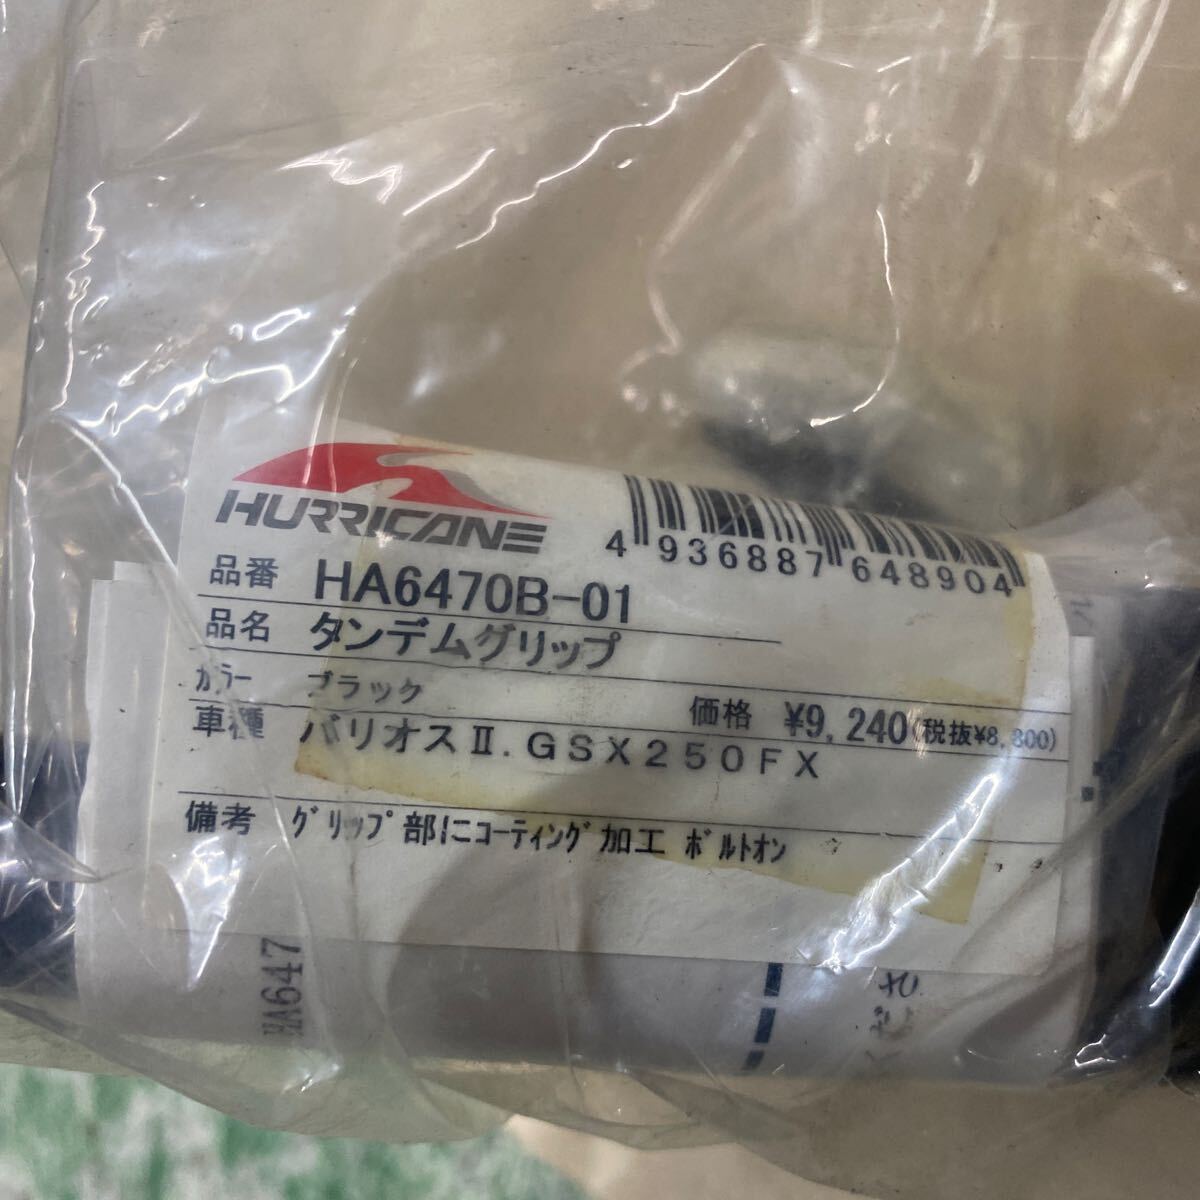 HURRICANE
4 936887 648904
品番 HA6470B-01
品名 タンデムグリップ
カラー ブラック
価格 ¥9,240(税抜¥8,800)
車種 バリオスⅡ.GSX250FX
備考 グリップ部にコーティング加工 ボルトオン
HA647